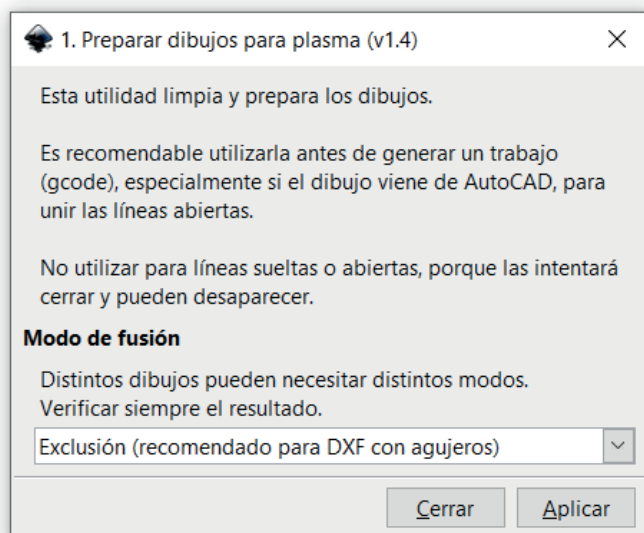 1. Preparar dibujos para plasma (v1.4)
Esta utilidad limpia y prepara los dibujos.
Es recomendable utilizarla antes de generar un trabajo
(gcode), especialmente si el dibujo viene de AutoCAD, para
unir las líneas abiertas.
No utilizar para líneas sueltas o abiertas, porque las intentará
cerrar y pueden desaparecer.
Modo de fusión
Distintos dibujos pueden necesitar distintos modos.
Verificar siempre el resultado.
Exclusión (recomendado para DXF con agujeros)
Cerrar
Aplicar